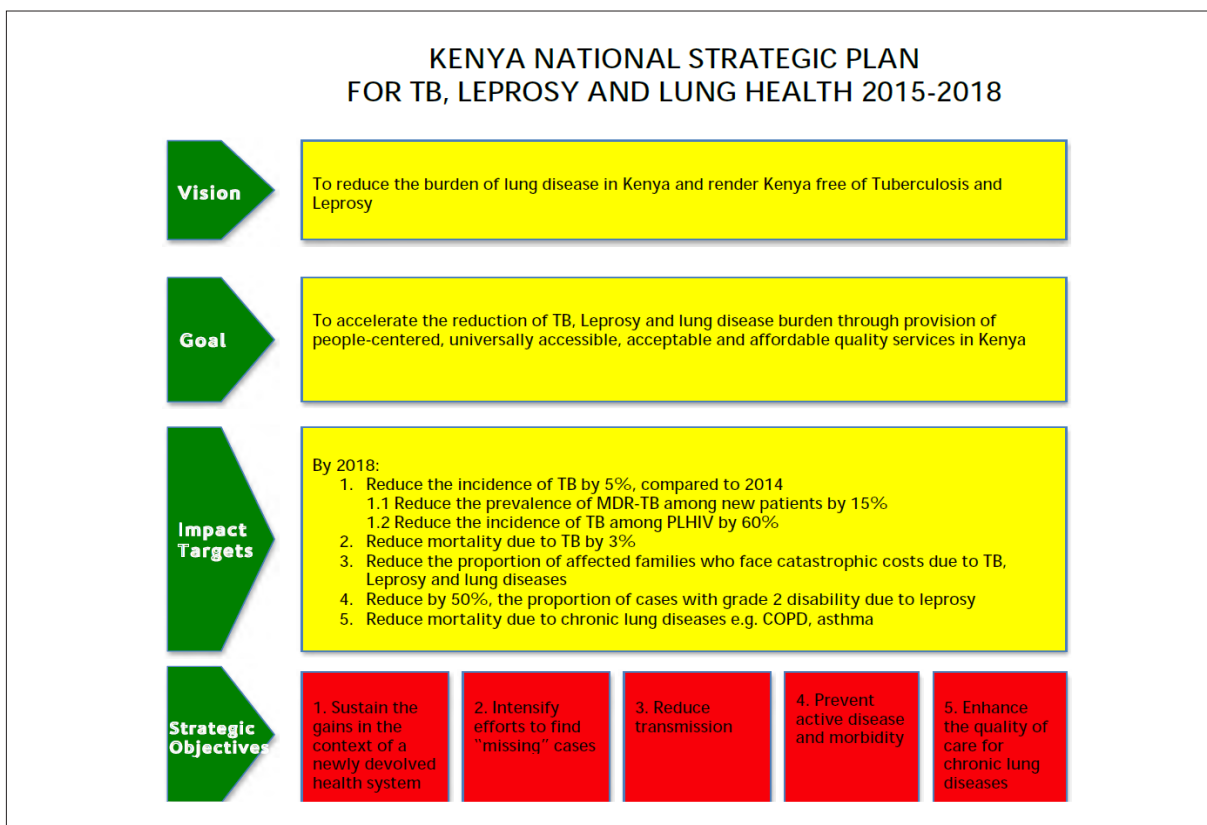 KENYA NATIONAL STRATEGIC PLAN
FOR TB, LEPROSY AND LUNG HEALTH 2015-2018
Vision
To reduce the burden of lung disease in Kenya and render Kenya free of Tuberculosis and
Leprosy
Goal
To accelerate the reduction of TB, Leprosy and lung disease burden through provision of
people-centered, universally accessible, acceptable and affordable quality services in Kenya
Impact
Targets
By 2018:
1. Reduce the incidence of TB by 5%, compared to 2014
1.1 Reduce the prevalence of MDR-TB among new patients by 15%
1.2 Reduce the incidence of TB among PLHIV by 60%
2. Reduce mortality due to TB by 3%
3. Reduce the proportion of affected families who face catastrophic costs due to TB,
Leprosy and lung diseases
4. Reduce by 50%, the proportion of cases with grade 2 disability due to leprosy
5. Reduce mortality due to chronic lung diseases e.g. COPD, asthma
Strategic
Objectives
1. Sustain the
gains in the
context of a
newly devolved
health system
2. Intensify
efforts to find
"missing" cases
3. Reduce
transmission
4. Prevent
active disease
and morbidity
5. Enhance
the quality of
care for
chronic lung
diseases